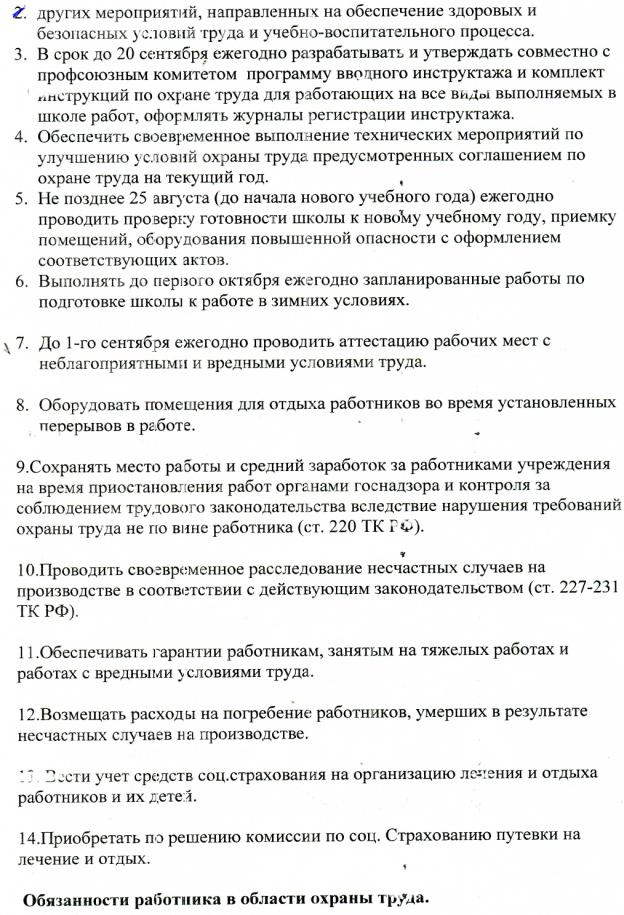 2. других мероприятий, направленных на обеспечение здоровых и
безопасных условий труда и учебно-воспитательного процесса.
3. В срок до 20 сентября ежегодно разрабатывать и утверждать совместно с
профсоюзным комитетом программу вводного инструктажа и комплект
инструкций по охране труда для работающих на все виды выполняемых в
школе работ, оформлять журналы регистрации инструктажа.
4. Обеспечить своевременное выполнение технических мероприятий по
улучшению условий охраны труда предусмотренных соглашением по
охране труда на текущий год.
5. Не позднее 25 августа (до начала нового учебного года) ежегодно
проводить проверку готовности школы к новому учебному году, приемку
помещений, оборудования повышенной опасности с оформлением
соответствующих актов.
6. Выполнять до первого октября ежегодно запланированные работы по
подготовке школы к работе в зимних условиях.
7. До 1-го сентября ежегодно проводить аттестацию рабочих мест с
неблагоприятными и вредными условиями труда.
8. Оборудовать помещения для отдыха работников во время установленных
перерывов в работе.
9.Сохранять место работы и средний заработок за работниками учреждения
на время приостановления работ органами госнадзора и контроля за
соблюдением трудового законодательства вследствие нарушения требований
охраны труда не по вине работника (ст. 220 ТК РФ).
10.Проводить своевременное расследование несчастных случаев на
производстве в соответствии с действующим законодательством (ст. 227-231
ТК РФ).
11.Обеспечивать гарантии работникам, занятым на тяжелых работах и
работах с вредными условиями труда.
12.Возмещать расходы на погребение работников, умерших в результате
несчастных случаев на производстве.
13. Вести учет средств соц.страхования на организацию лечения и отдыха
работников и их детей.
14.Приобретать по решению комиссии по соц. Страхованию путевки на
лечение и отдых.
Обязанности работника в области охраны труда.